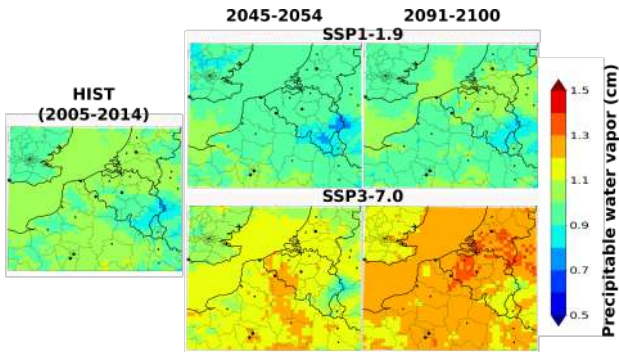 2045-2054 2091-2100
SSP1-1.9
HIST
(2005-2014)
SSP3-7.0
1.5
1.3
1.1
0.9
0.7
0.5
Precipitable water vapor (cm)